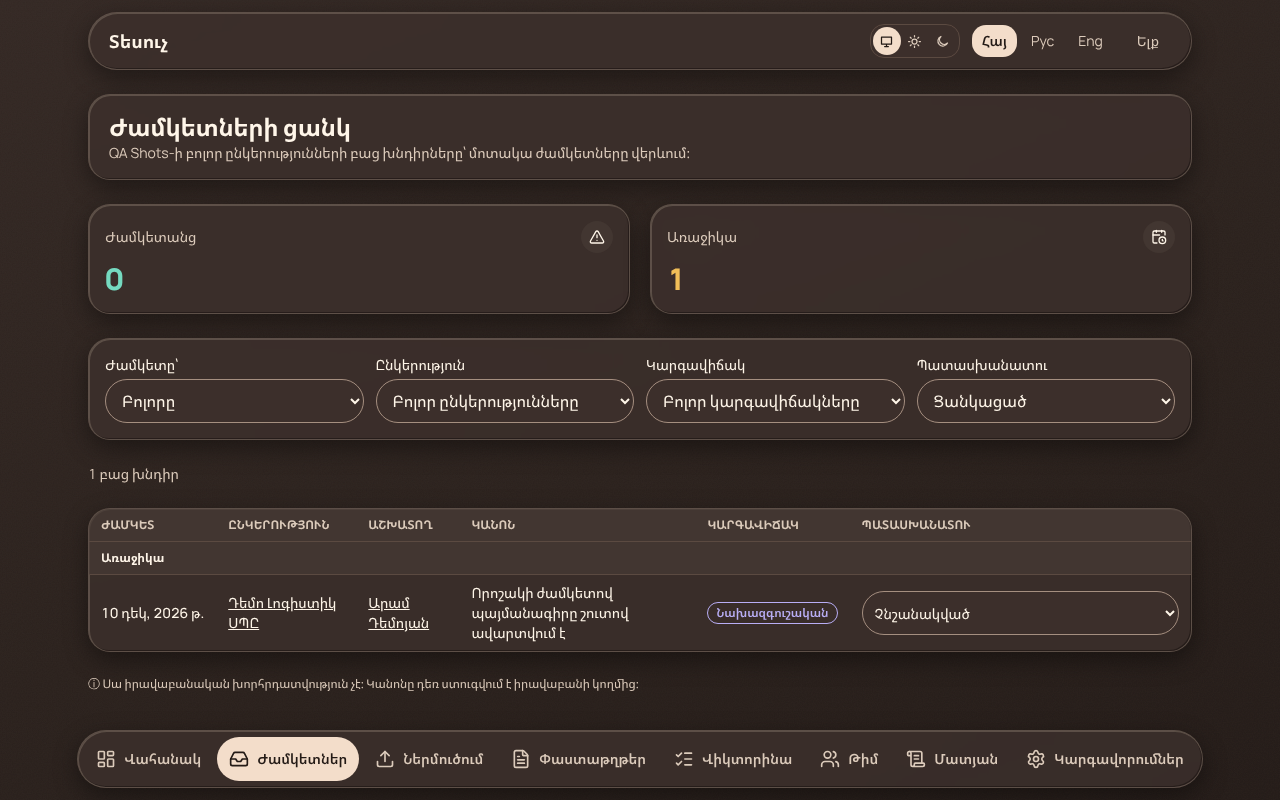 Տեսուչ
Հայ Рус Eng Ելք
Ժամկետների ցանկ
QA Shots-ի բոլոր ընկերությունների բաց խնդիրները՝ մոտակա ժամկետները վերևում։
Ժամկետանց
0
Առաջիկա
1
Ժամկետը՝ Ընկերություն Կարգավիճակ Պատասխանատու
Բոլորը Բոլոր ընկերությունները Բոլոր կարգավիճակները Ցանկացած
1 բաց խնդիր
ԺԱՄԿԵՏ ԸՆԿԵՐՈՒԹՅՈՒՆ ԱՇԽԱՏՈՂ ԿԱՆՈՆ ԿԱՐԳԱՎԻՃԱԿ ՊԱՏԱՍԽԱՆԱՏՈՒ
Առաջիկա
10 դեկ, 2026 թ.
Դեմո Լոգիստիկ
ՍՊԸ
Արամ
Դեմոյան
Որոշակի ժամկետով
պայմանագիրը շուտով
ավարտվում է
Նախազգուշական
Չնշանակված
ⓘ Սա իրավաբանական խորհրդատվություն չէ։ Կանոնը դեռ ստուգվում է իրավաբանի կողմից։
Վահանակ Ժամկետներ Ներմուծում Փաստաթղթեր Վիկտորինա Թիմ Մատյան Կարգավորումներ